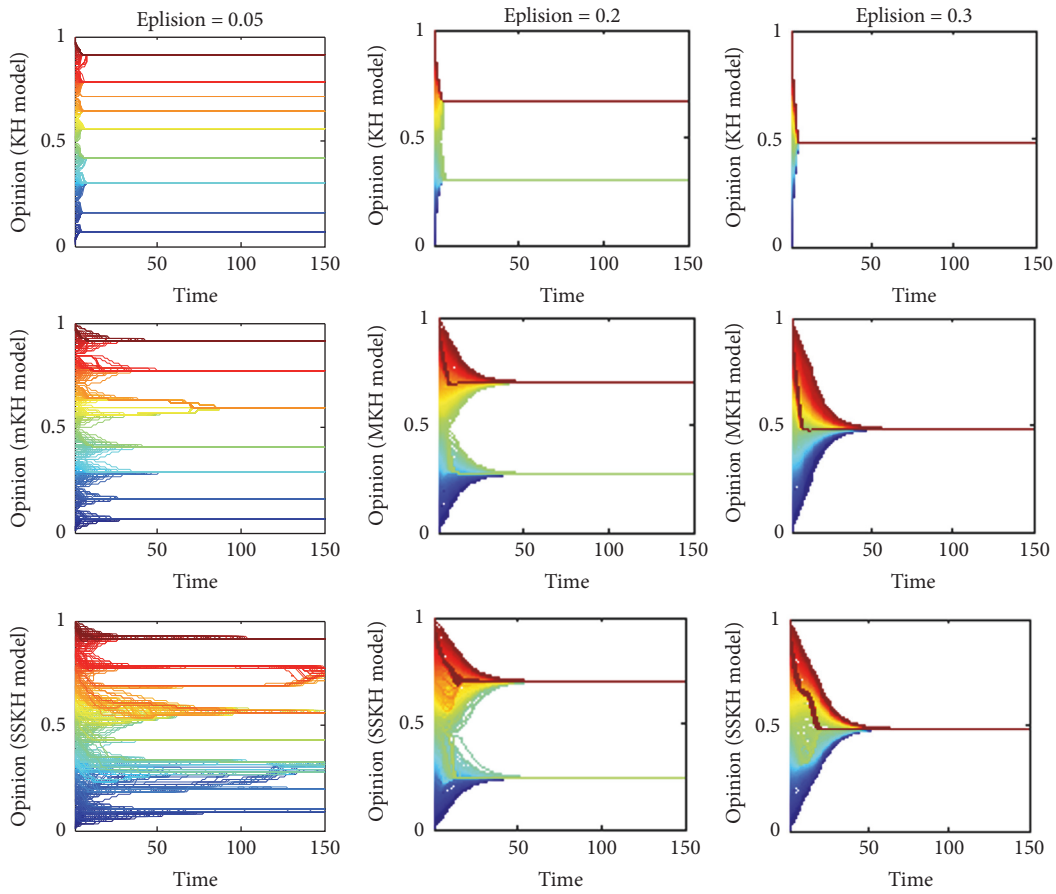 Eplision = 0.05
Eplision = 0.2
Eplision = 0.3
Opinion (KH model)
1
0.5
0
50
100
150
Time
Opinion (KH model)
1
0.5
0
50
100
150
Time
Opinion (KH model)
1
0.5
0
50
100
150
Time
Opinion (mKH model)
1
0.5
0
50
100
150
Time
Opinion (MKH model)
1
0.5
0
50
100
150
Time
Opinion (MKH model)
1
0.5
0
50
100
150
Time
Opinion (SSKH model)
1
0.5
0
50
100
150
Time
Opinion (SSKH model)
1
0.5
0
50
100
150
Time
Opinion (SSKH model)
1
0.5
0
50
100
150
Time